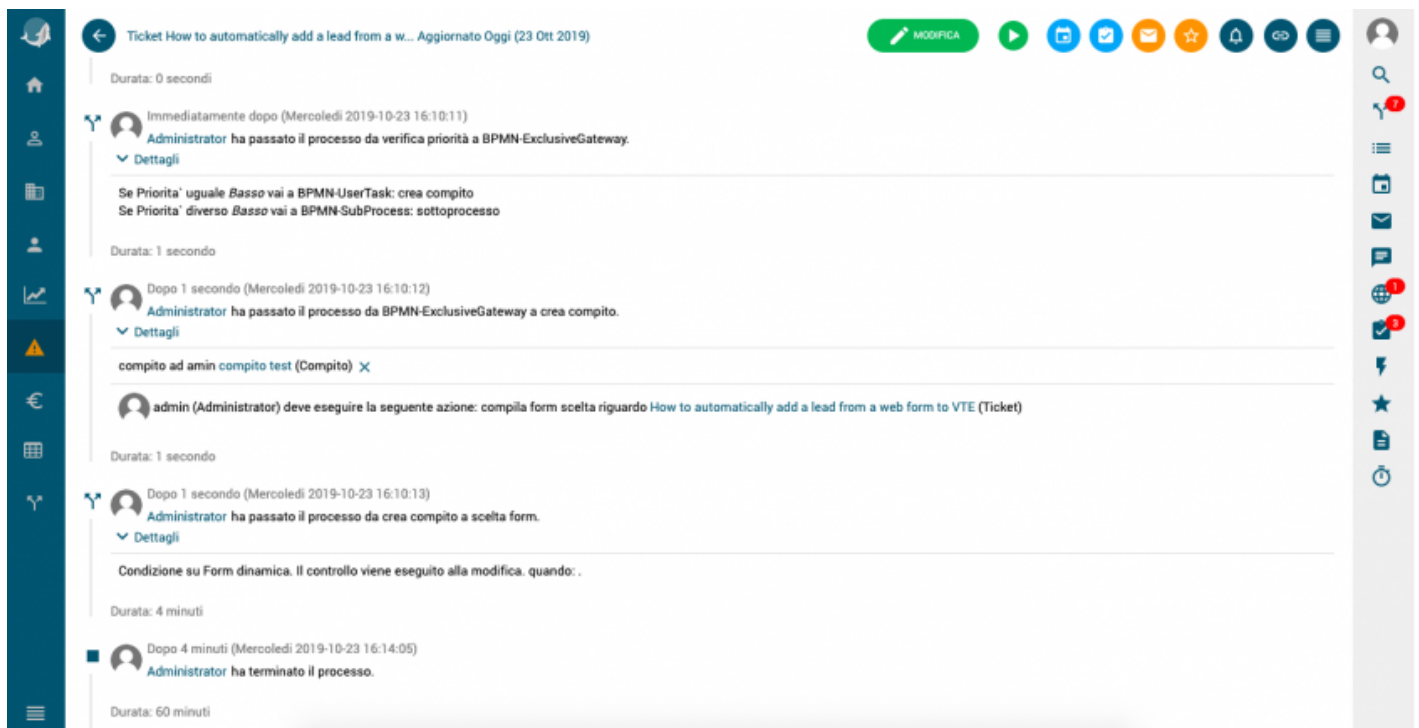 Ticket How to automatically add a lead from a w... Aggiornato Oggi (23 Ott 2019)
MODIFICA
Durata: 0 secondi
Immediatamente dopo (Mercoledi 2019-10-23 16:10:11)
Administrator ha passato il processo da verifica priorità a BPMN-ExclusiveGateway.
Dettagli
Se Priorita` uguale Basso vai a BPMN-UserTask: crea compito
Se Priorita` diverso Basso vai a BPMN-SubProcess: sottoprocesso
Durata: 1 secondo
Dopo 1 secondo (Mercoledi 2019-10-23 16:10:12)
Administrator ha passato il processo da BPMN-ExclusiveGateway a crea compito.
Dettagli
compito ad amin compito test (Compito)
admin (Administrator) deve eseguire la seguente azione: compila form scelta riguardo How to automatically add a lead from a web form to VTE (Ticket)
Durata: 1 secondo
Dopo 1 secondo (Mercoledi 2019-10-23 16:10:13)
Administrator ha passato il processo da crea compito a scelta form.
Dettagli
Condizione su Form dinamica. Il controllo viene eseguito alla modifica. quando: .
Durata: 4 minuti
Dopo 4 minuti (Mercoledi 2019-10-23 16:14:05)
Administrator ha terminato il processo.
Durata: 60 minuti
7
1
3